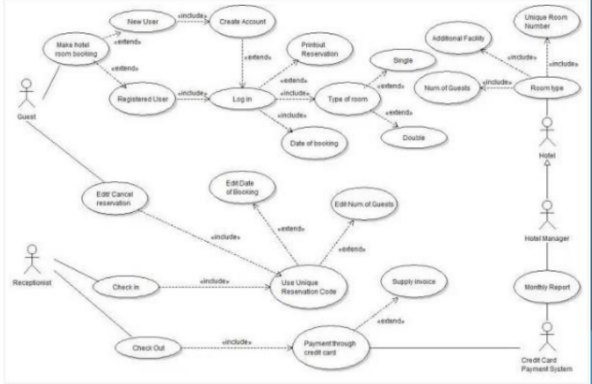 New User
«include»
Create Account
Unique Room
Number
Make hotel
room booking
«extend»
«extend»
Printout
Reservation
Additional Facility
«include»
«extend»
Single
«include»
«extend»
Registered User
«include»
Log in
«include»
Type of room
«extend»
Num of Guests
«include»
Room type
«extend»
Guest
«include»
Date of booking
Double
Hotel
Edit/ Cancel
reservation
Edit Date
of Booking
Edit Num of Guests
«include»
«extend»
«extend»
Hotel Manager
Receptionist
Check in
«include»
Use Unique
Reservation Code
Supply invoice
Monthly Report
«extend»
Check Out
«include»
Payment through
credit card
Credit Card
Payment System